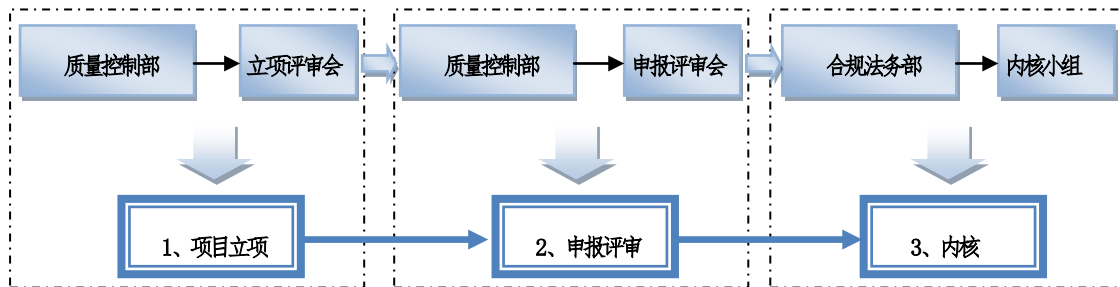 质量控制部
立项评审会
质量控制部
申报评审会
合规法务部
内核小组
1、项目立项
2、申报评审
3、内核